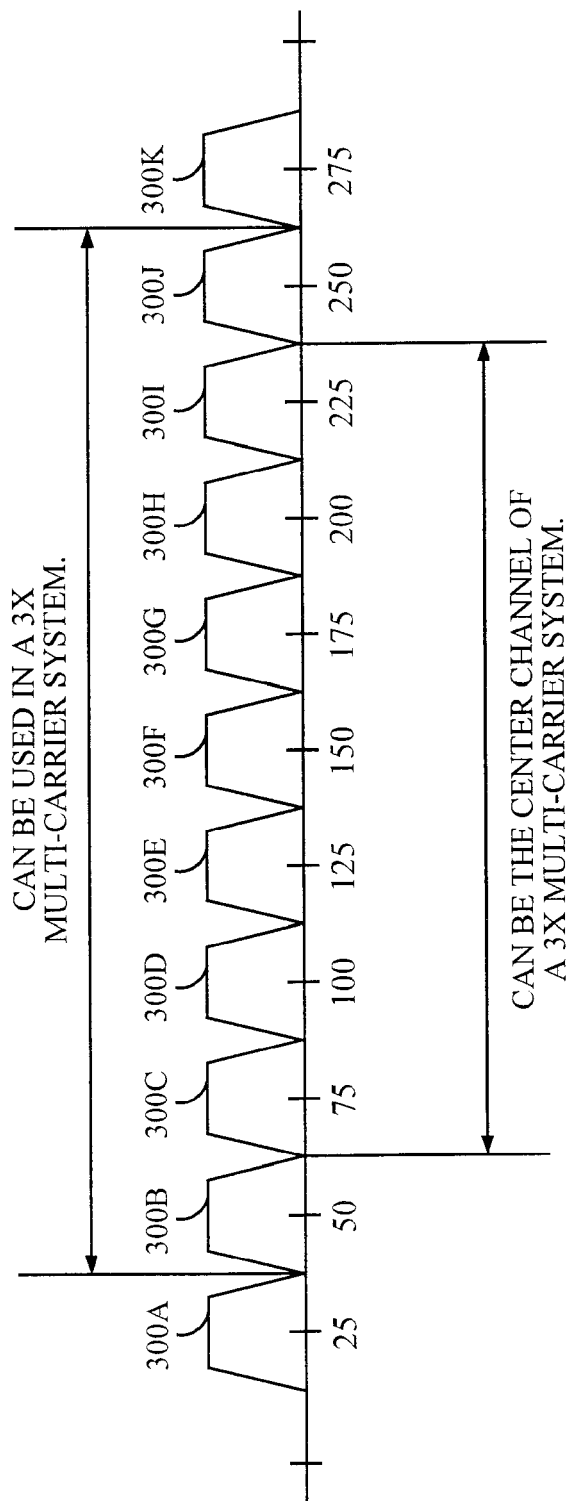 CAN BE USED IN A 3X
MULTI-CARRIER SYSTEM.
300A
300B
300C
300D
300E
300F
300G
300H
300I
300J
300K
25
50
75
100
125
150
175
200
225
250
275
CAN BE THE CENTER CHANNEL OF
A 3X MULTI-CARRIER SYSTEM.